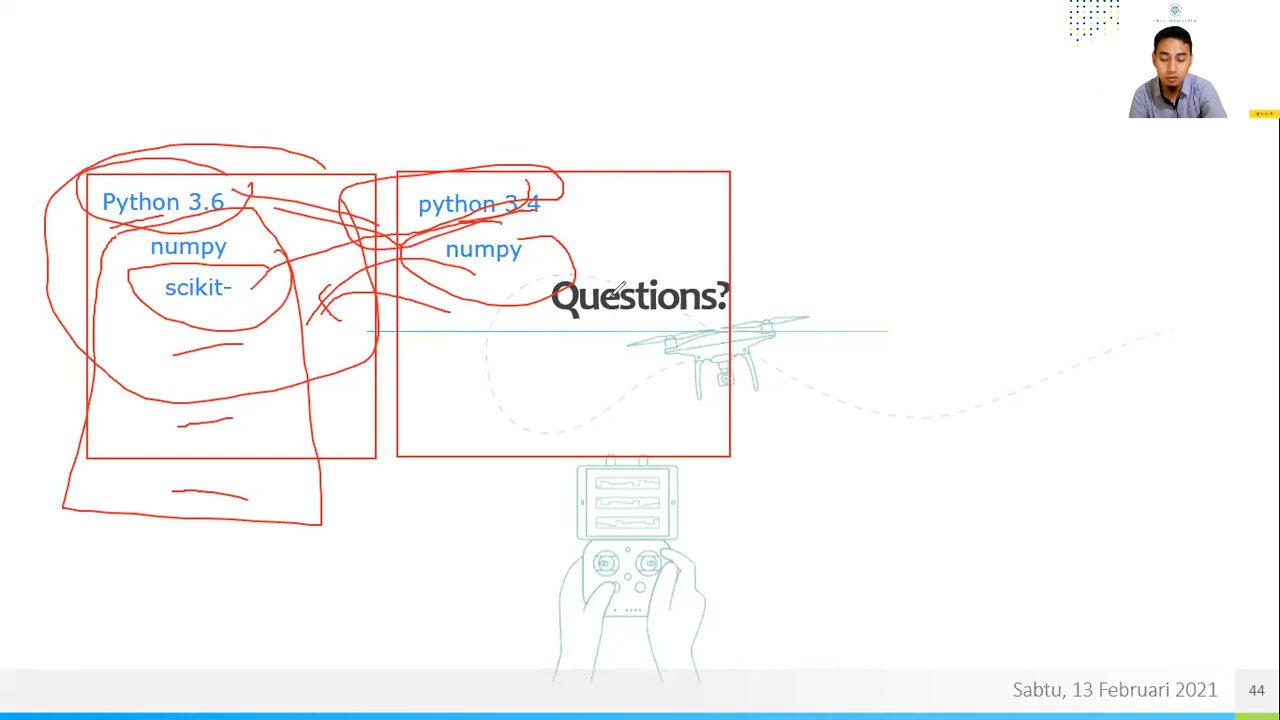 Python 3.6
numpy
scikit-
python 3.4
numpy
Questions?
Sabtu, 13 Februari 2021
44